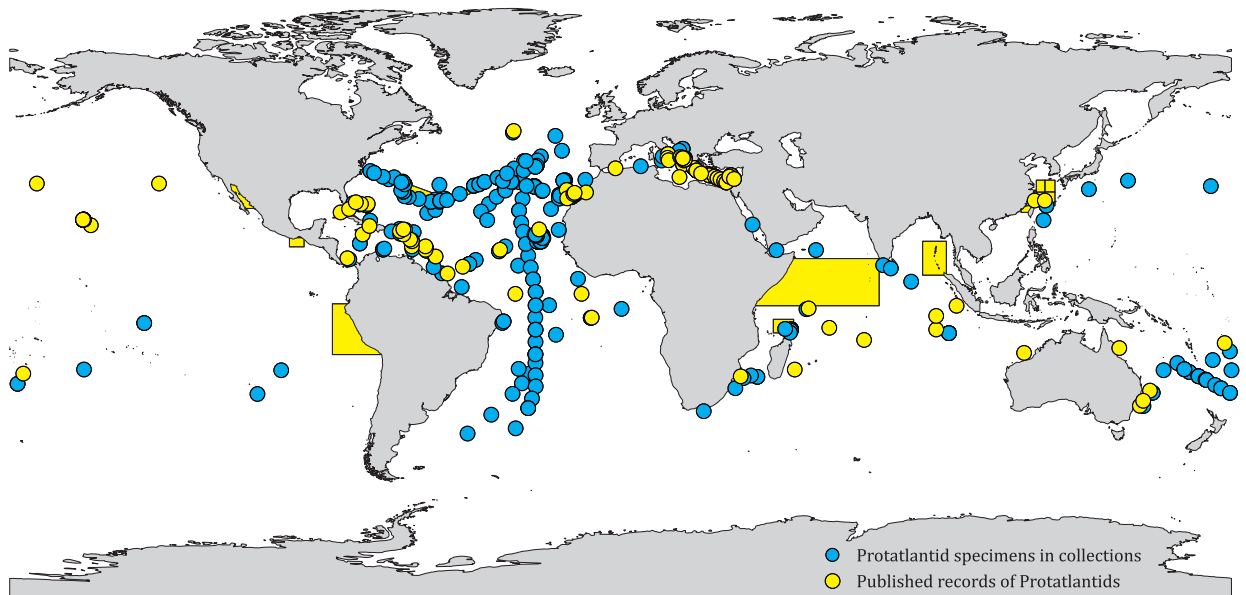 Protatlantid specimens in collections
Published records of Protatlantids